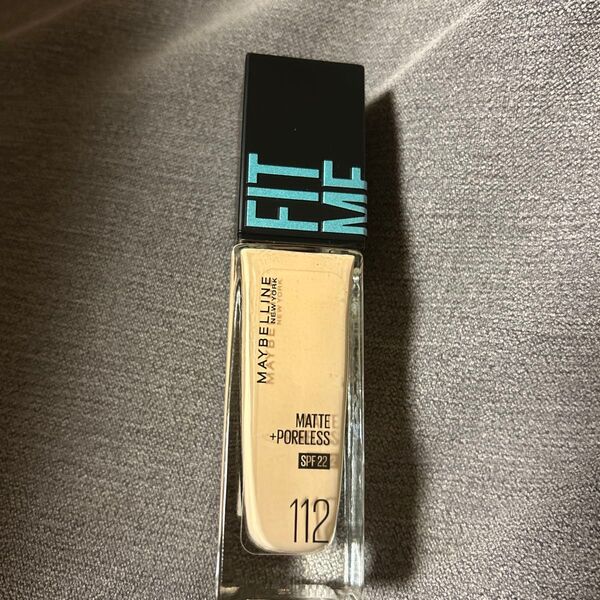 FIT
ME
MAYBELLINE
NEW YORK
MATTE
+PORELESS
SPF 22
112